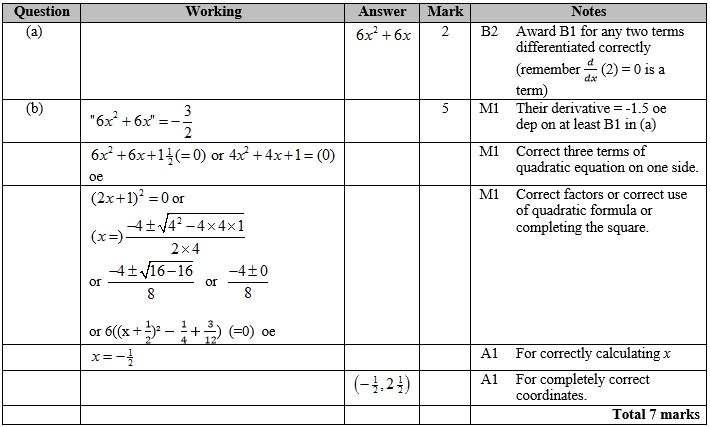 Question Working Answer Mark Notes
(a) 6x² + 6x 2 B2 Award B1 for any two terms
differentiated correctly
(remember d/dx (2) = 0 is a
term)
(b) "6x² + 6x" = −3/2 5 M1 Their derivative = -1.5 oe
dep on at least B1 in (a)
6x² + 6x + 1½(= 0) or 4x² + 4x + 1 = (0) M1 Correct three terms of
oe quadratic equation on one side.
(2x+1)² = 0 or M1 Correct factors or correct use
of quadratic formula or
(x =) (−4 ± √(4² − 4×4×1))/(2×4) completing the square.
or (−4 ± √(16−16))/8 or (−4 ± 0)/8
or 6((x + ½)² − ¼ + 3/12) (=0) oe
x = −½ A1 For correctly calculating x
(−½, 2½) A1 For completely correct
coordinates.
Total 7 marks